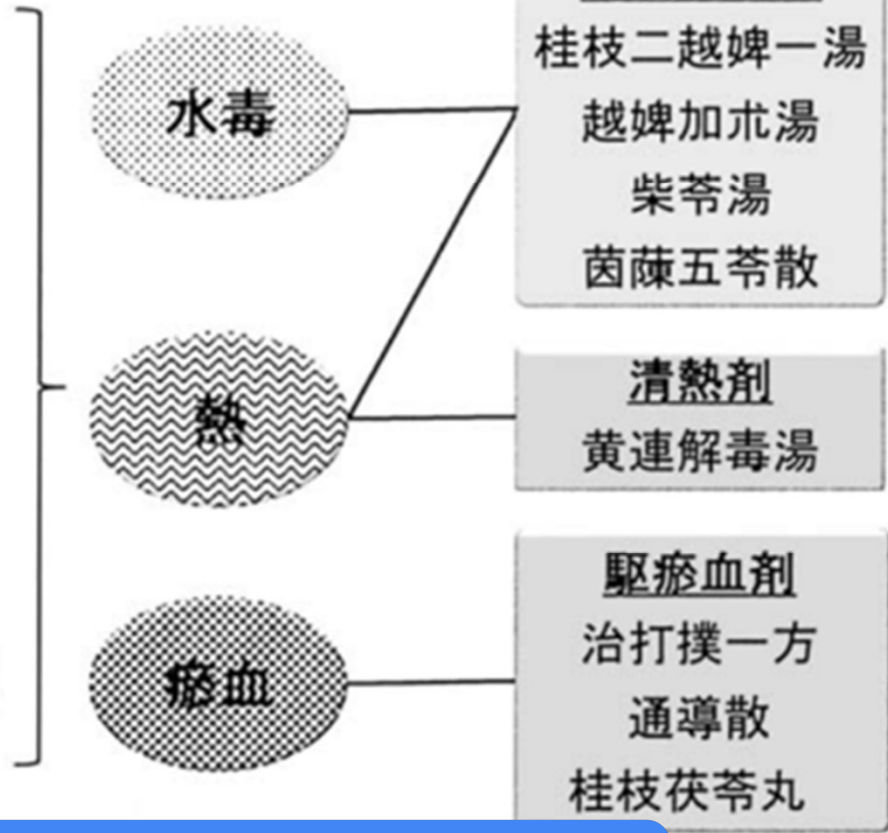 水毒
桂枝二越婢一湯
越婢加朮湯
柴苓湯
茵蔯五苓散
熱
清熱剤
黄連解毒湯
瘀血
駆瘀血剤
治打撲一方
通導散
桂枝茯苓丸